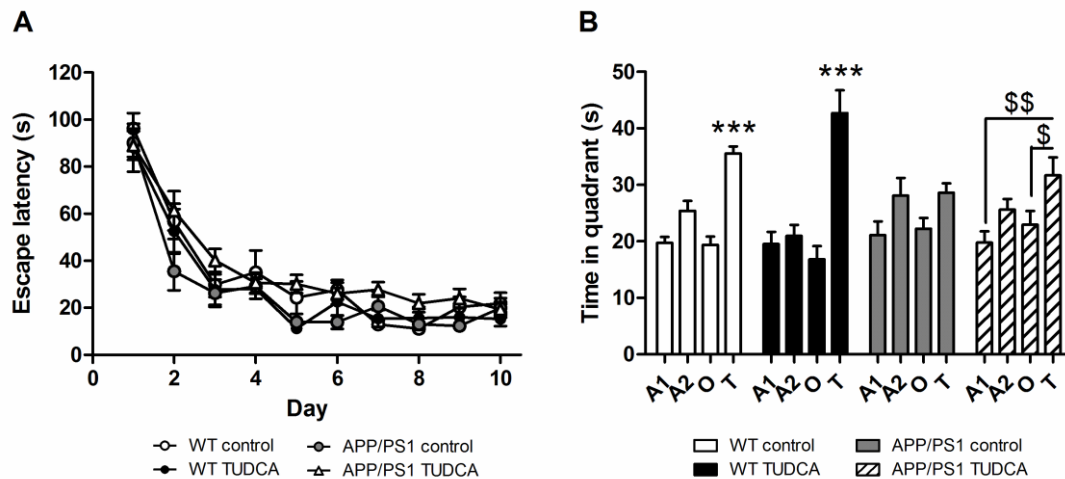 A
Escape latency (s)
120
100
80
60
40
20
0
0
2
4
6
8
10
Day
WT control
APP/PS1 control
WT TUDCA
APP/PS1 TUDCA
B
Time in quadrant (s)
50
40
30
20
10
0
***
***
$$
$
A1
A2
O
T
A1
A2
O
T
A1
A2
O
T
A1
A2
O
T
WT control
APP/PS1 control
WT TUDCA
APP/PS1 TUDCA